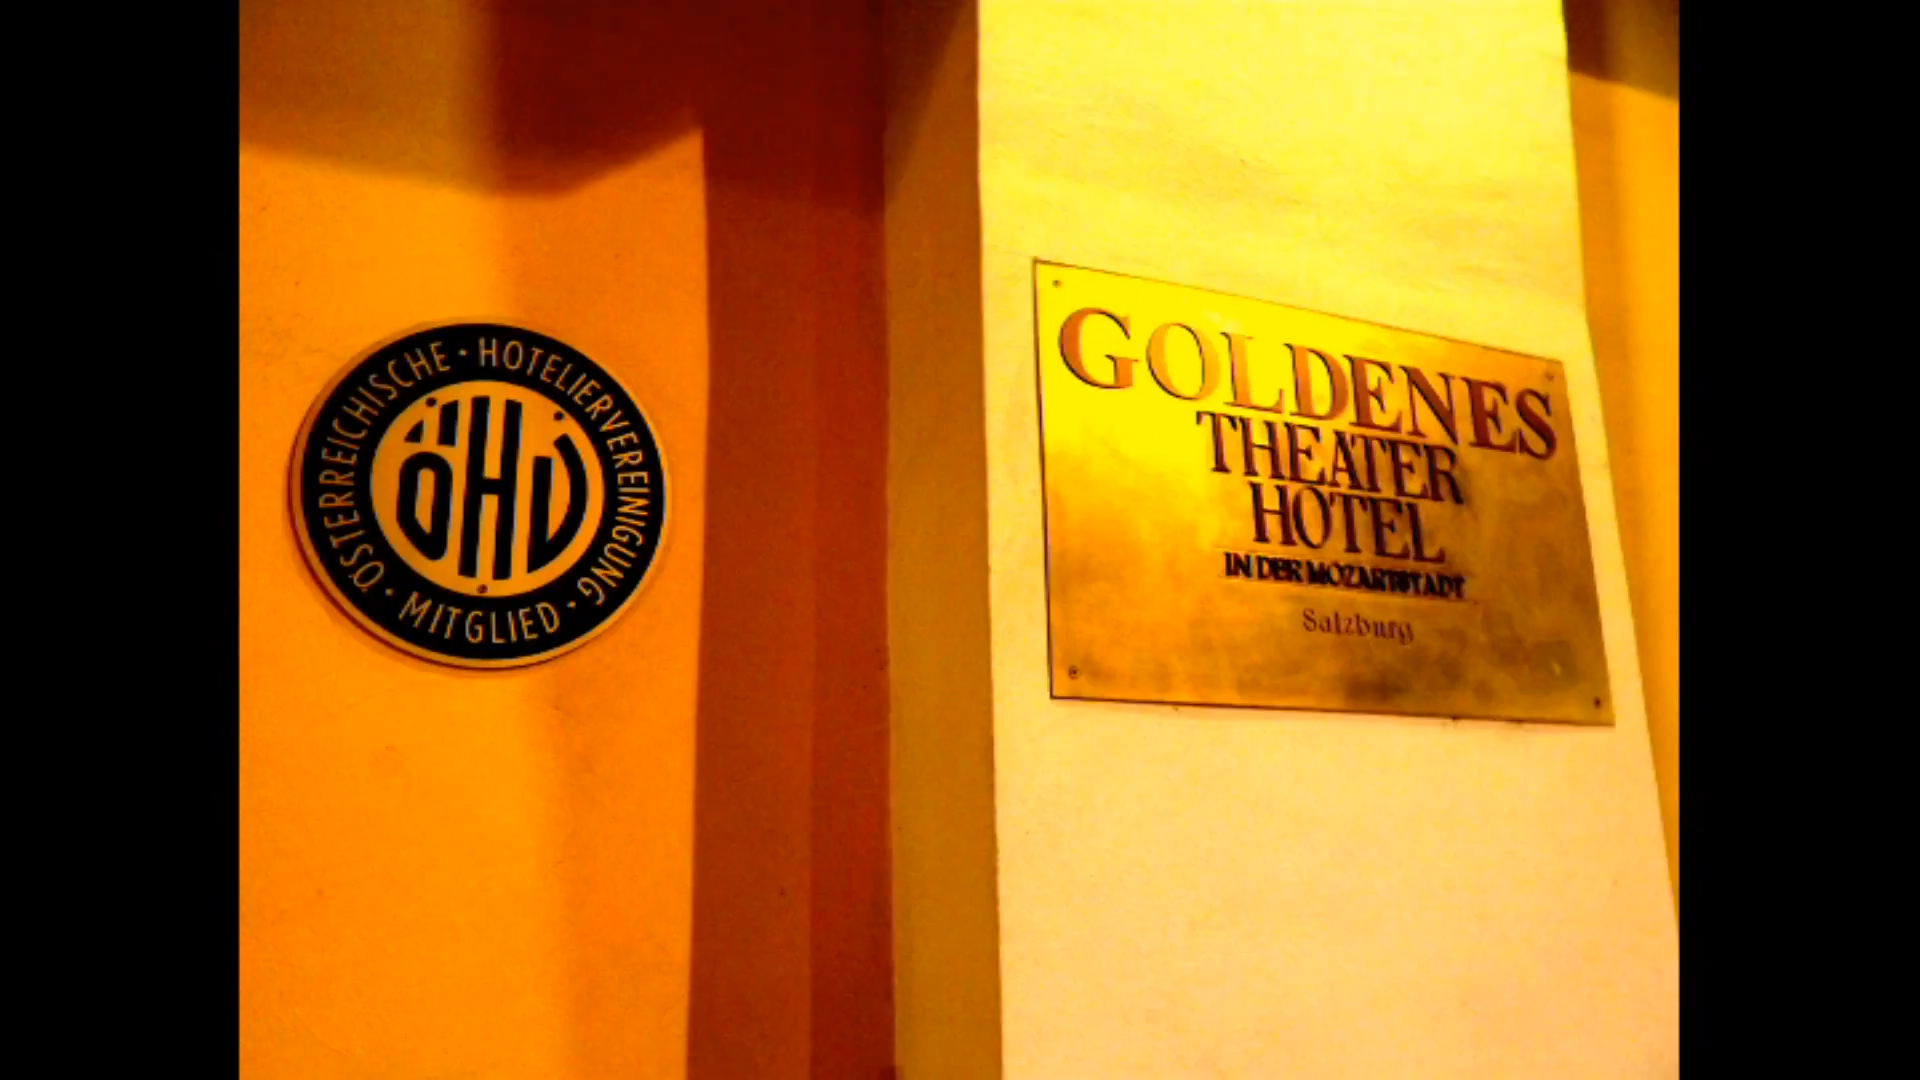 ÖSTERREICHISCHE · HOTELIERVEREINIGUNG · MITGLIED ·
ÖHV
GOLDENES
THEATER
HOTEL
IN DER MOZARTSTADT
Salzburg